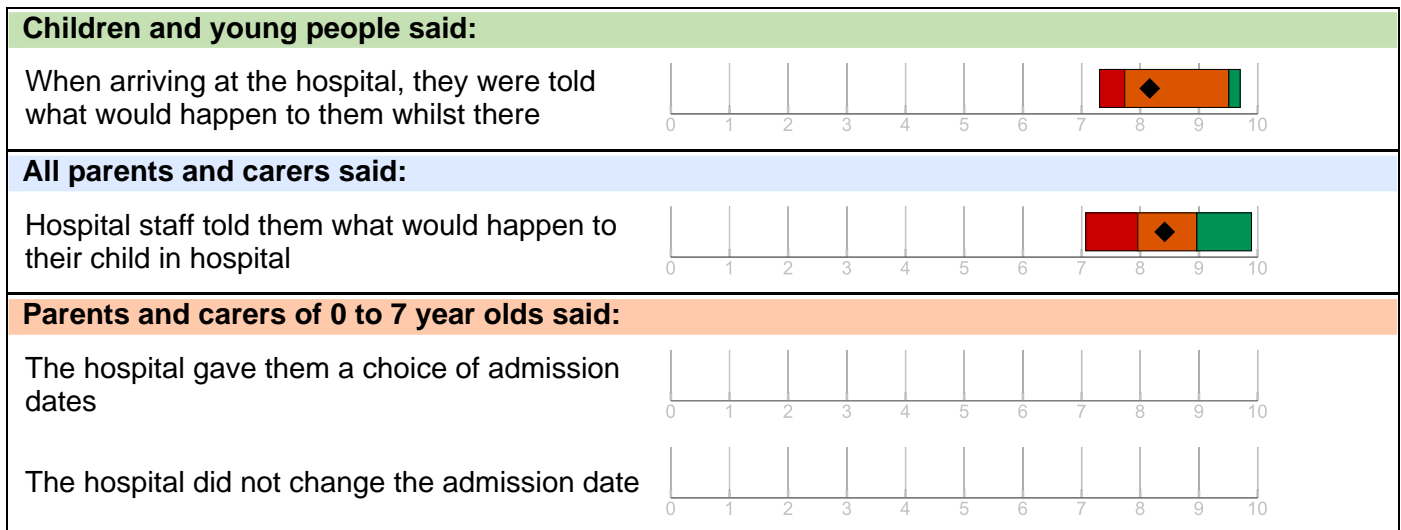 Children and young people said:
When arriving at the hospital, they were told
what would happen to them whilst there
0 1 2 3 4 5 6 7 8 9 10
All parents and carers said:
Hospital staff told them what would happen to
their child in hospital
0 1 2 3 4 5 6 7 8 9 10
Parents and carers of 0 to 7 year olds said:
The hospital gave them a choice of admission
dates
0 1 2 3 4 5 6 7 8 9 10
The hospital did not change the admission date
0 1 2 3 4 5 6 7 8 9 10